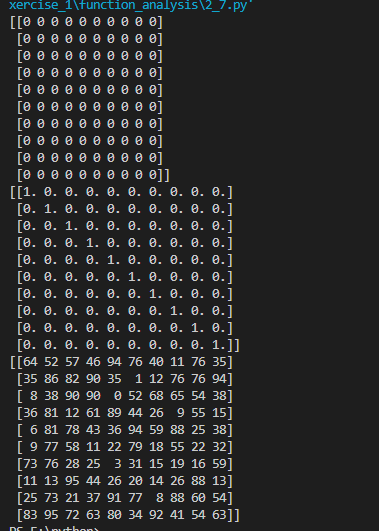 xercise_1\function_analysis\2_7.py'
[[0 0 0 0 0 0 0 0 0 0]
 [0 0 0 0 0 0 0 0 0 0]
 [0 0 0 0 0 0 0 0 0 0]
 [0 0 0 0 0 0 0 0 0 0]
 [0 0 0 0 0 0 0 0 0 0]
 [0 0 0 0 0 0 0 0 0 0]
 [0 0 0 0 0 0 0 0 0 0]
 [0 0 0 0 0 0 0 0 0 0]
 [0 0 0 0 0 0 0 0 0 0]
 [0 0 0 0 0 0 0 0 0 0]]
[[1. 0. 0. 0. 0. 0. 0. 0. 0. 0.]
 [0. 1. 0. 0. 0. 0. 0. 0. 0. 0.]
 [0. 0. 1. 0. 0. 0. 0. 0. 0. 0.]
 [0. 0. 0. 1. 0. 0. 0. 0. 0. 0.]
 [0. 0. 0. 0. 1. 0. 0. 0. 0. 0.]
 [0. 0. 0. 0. 0. 1. 0. 0. 0. 0.]
 [0. 0. 0. 0. 0. 0. 1. 0. 0. 0.]
 [0. 0. 0. 0. 0. 0. 0. 1. 0. 0.]
 [0. 0. 0. 0. 0. 0. 0. 0. 1. 0.]
 [0. 0. 0. 0. 0. 0. 0. 0. 0. 1.]]
[[64 52 57 46 94 76 40 11 76 35]
 [35 86 82 90 35  1 12 76 76 94]
 [ 8 38 90 90  0 52 68 65 54 38]
 [36 81 12 61 89 44 26  9 55 15]
 [ 6 81 78 43 36 94 59 88 25 38]
 [ 9 77 58 11 22 79 18 55 22 32]
 [73 76 28 25  3 31 15 19 16 59]
 [11 13 95 44 26 20 14 26 88 13]
 [25 73 21 37 91 77  8 88 60 54]
 [83 95 72 63 80 34 92 41 54 63]]
PS E:\python>